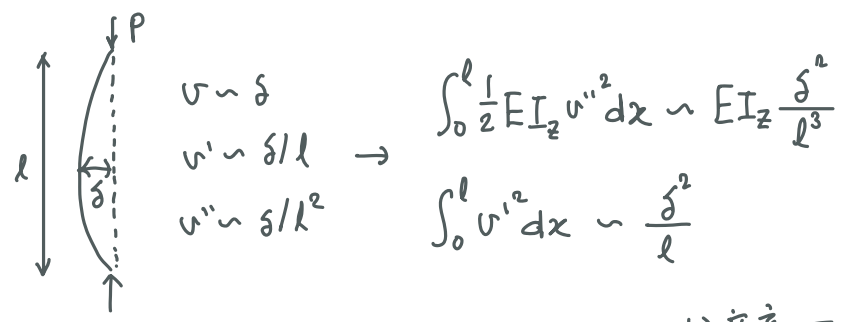 P
v ~ δ
∫₀ˡ ½ EI_z v''² dx ~ EI_z δ²/l³
l
v' ~ δ/l →
δ
v'' ~ δ/l²
∫₀ˡ v'² dx ~ δ²/l